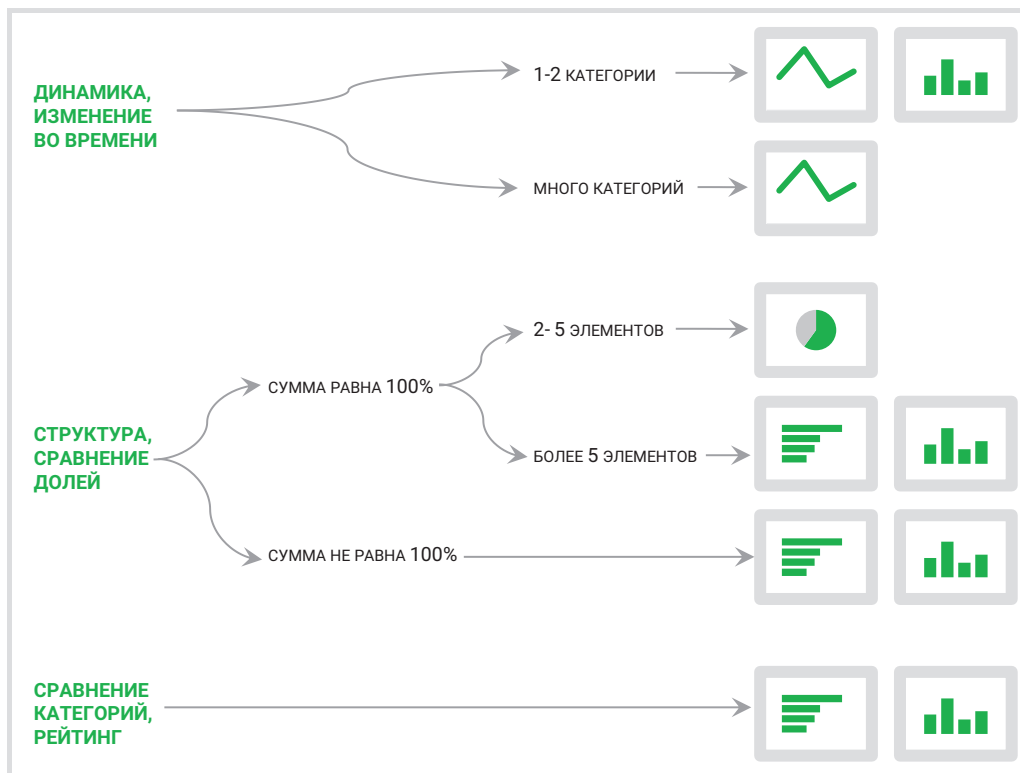 ДИНАМИКА,
ИЗМЕНЕНИЕ
ВО ВРЕМЕНИ
1-2 КАТЕГОРИИ
МНОГО КАТЕГОРИЙ
СТРУКТУРА,
СРАВНЕНИЕ
ДОЛЕЙ
СУММА РАВНА 100%
2- 5 ЭЛЕМЕНТОВ
БОЛЕЕ 5 ЭЛЕМЕНТОВ
СУММА НЕ РАВНА 100%
СРАВНЕНИЕ
КАТЕГОРИЙ,
РЕЙТИНГ